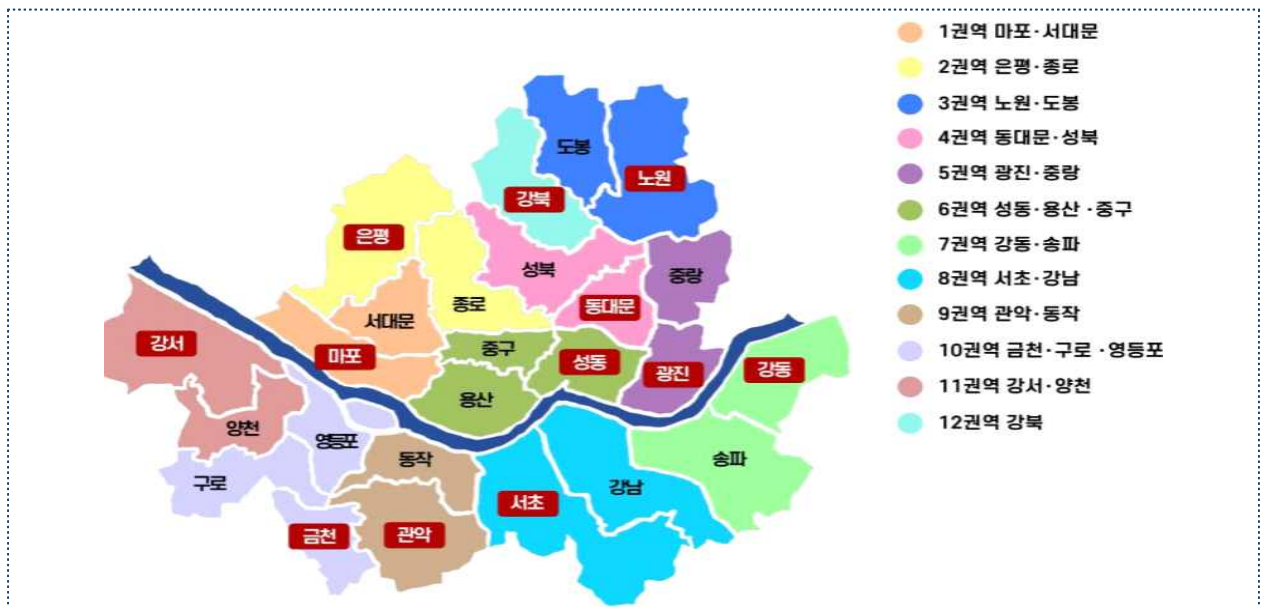 1권역 마포·서대문
2권역 은평·종로
3권역 노원·도봉
4권역 동대문·성북
5권역 광진·중랑
6권역 성동·용산 ·중구
7권역 강동·송파
8권역 서초·강남
9권역 관악·동작
10권역 금천·구로 ·영등포
11권역 강서·양천
12권역 강북
도봉
노원
강북
은평
성북
중랑
종로
동대문
서대문
강서
마포
중구
성동
광진
강동
용산
양천
영등포
동작
송파
구로
강남
서초
금천
관악